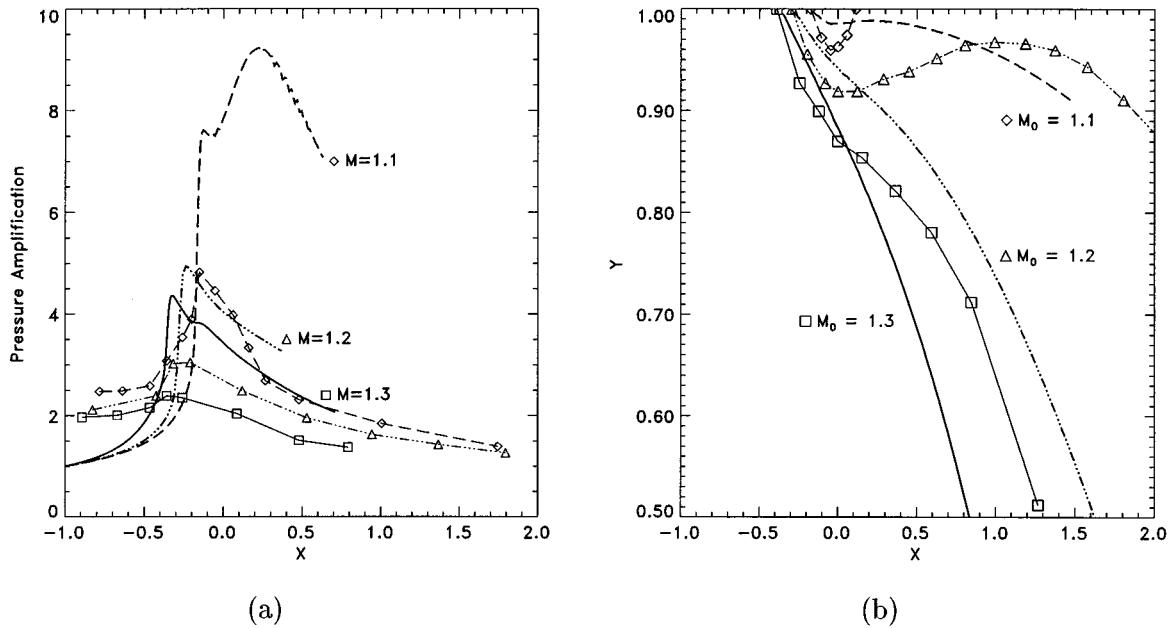 10
8
6
4
2
0
Pressure Amplification
−1.0 −0.5 0.0 0.5 1.0 1.5 2.0
X
M=1.1
M=1.2
M=1.3
(a)
1.00
0.90
0.80
0.70
0.60
0.50
Y
−1.0 −0.5 0.0 0.5 1.0 1.5 2.0
X
M₀ = 1.1
M₀ = 1.2
M₀ = 1.3
(b)